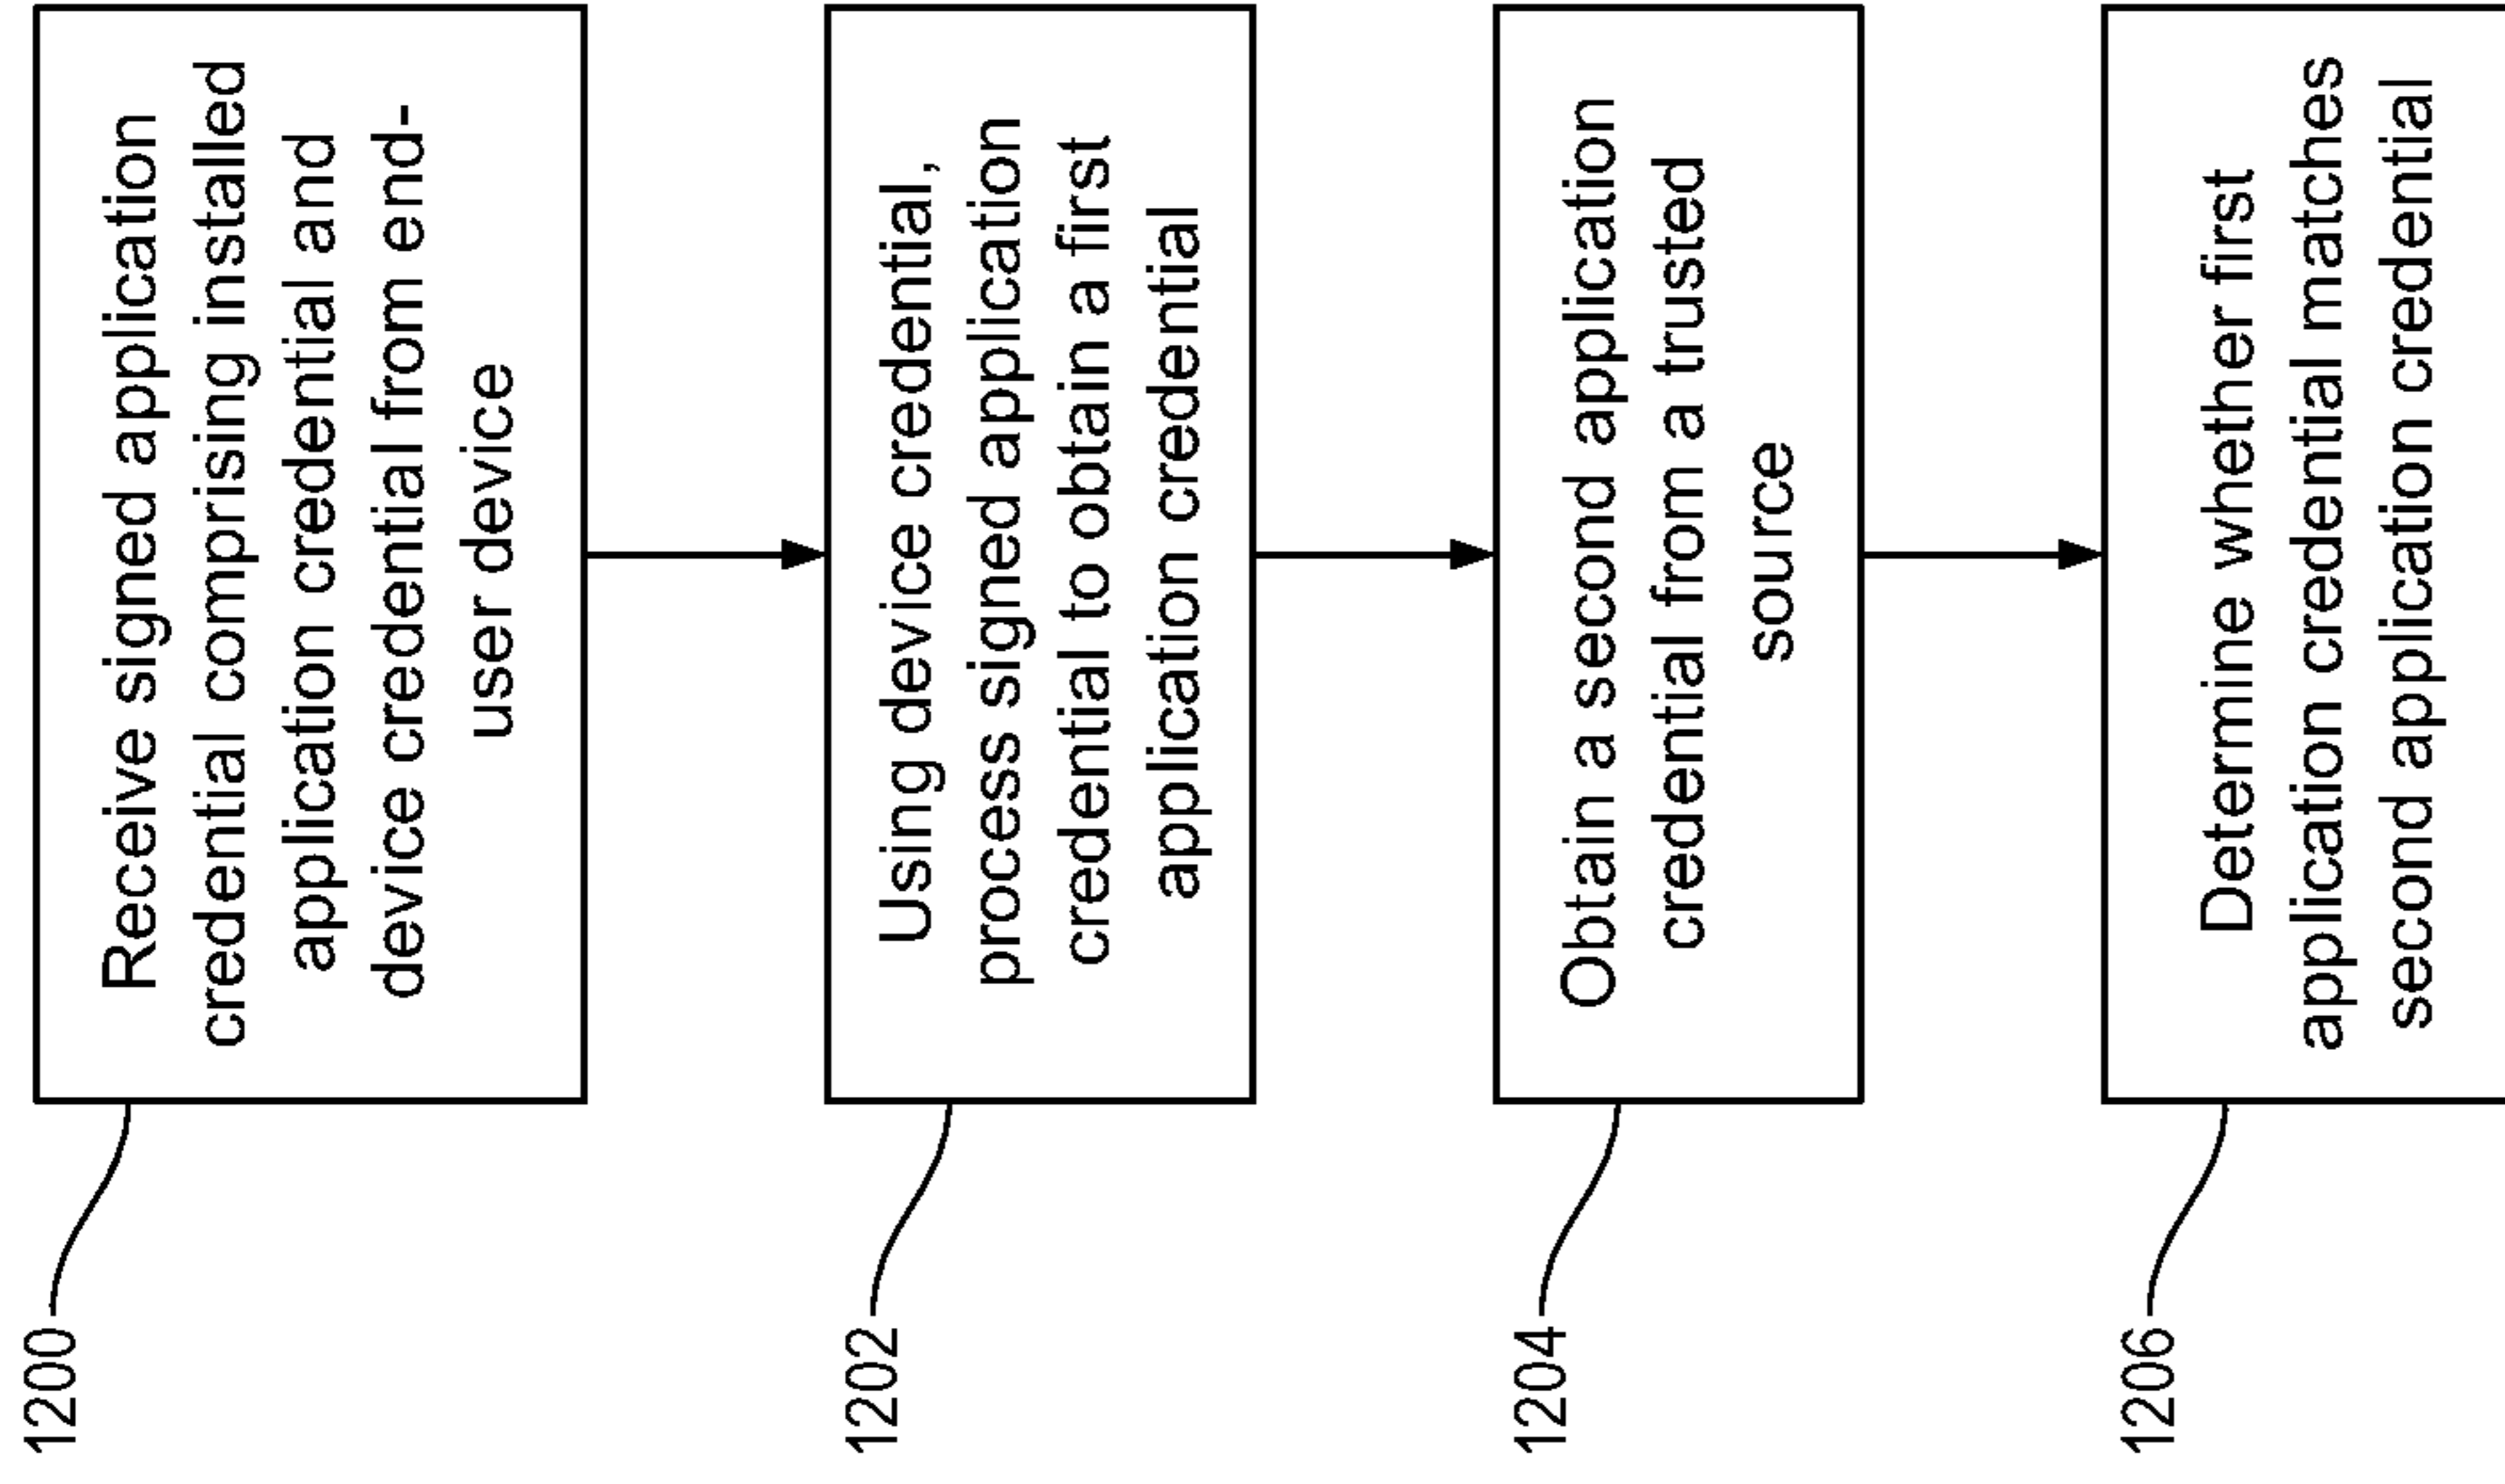 1200
Receive signed application
credential comprising installed
application credential and
device credential from end-
user device
1202
Using device credential,
process signed application
credential to obtain a first
application credential
1204
Obtain a second application
credential from a trusted
source
1206
Determine whether first
application credential matches
second application credential